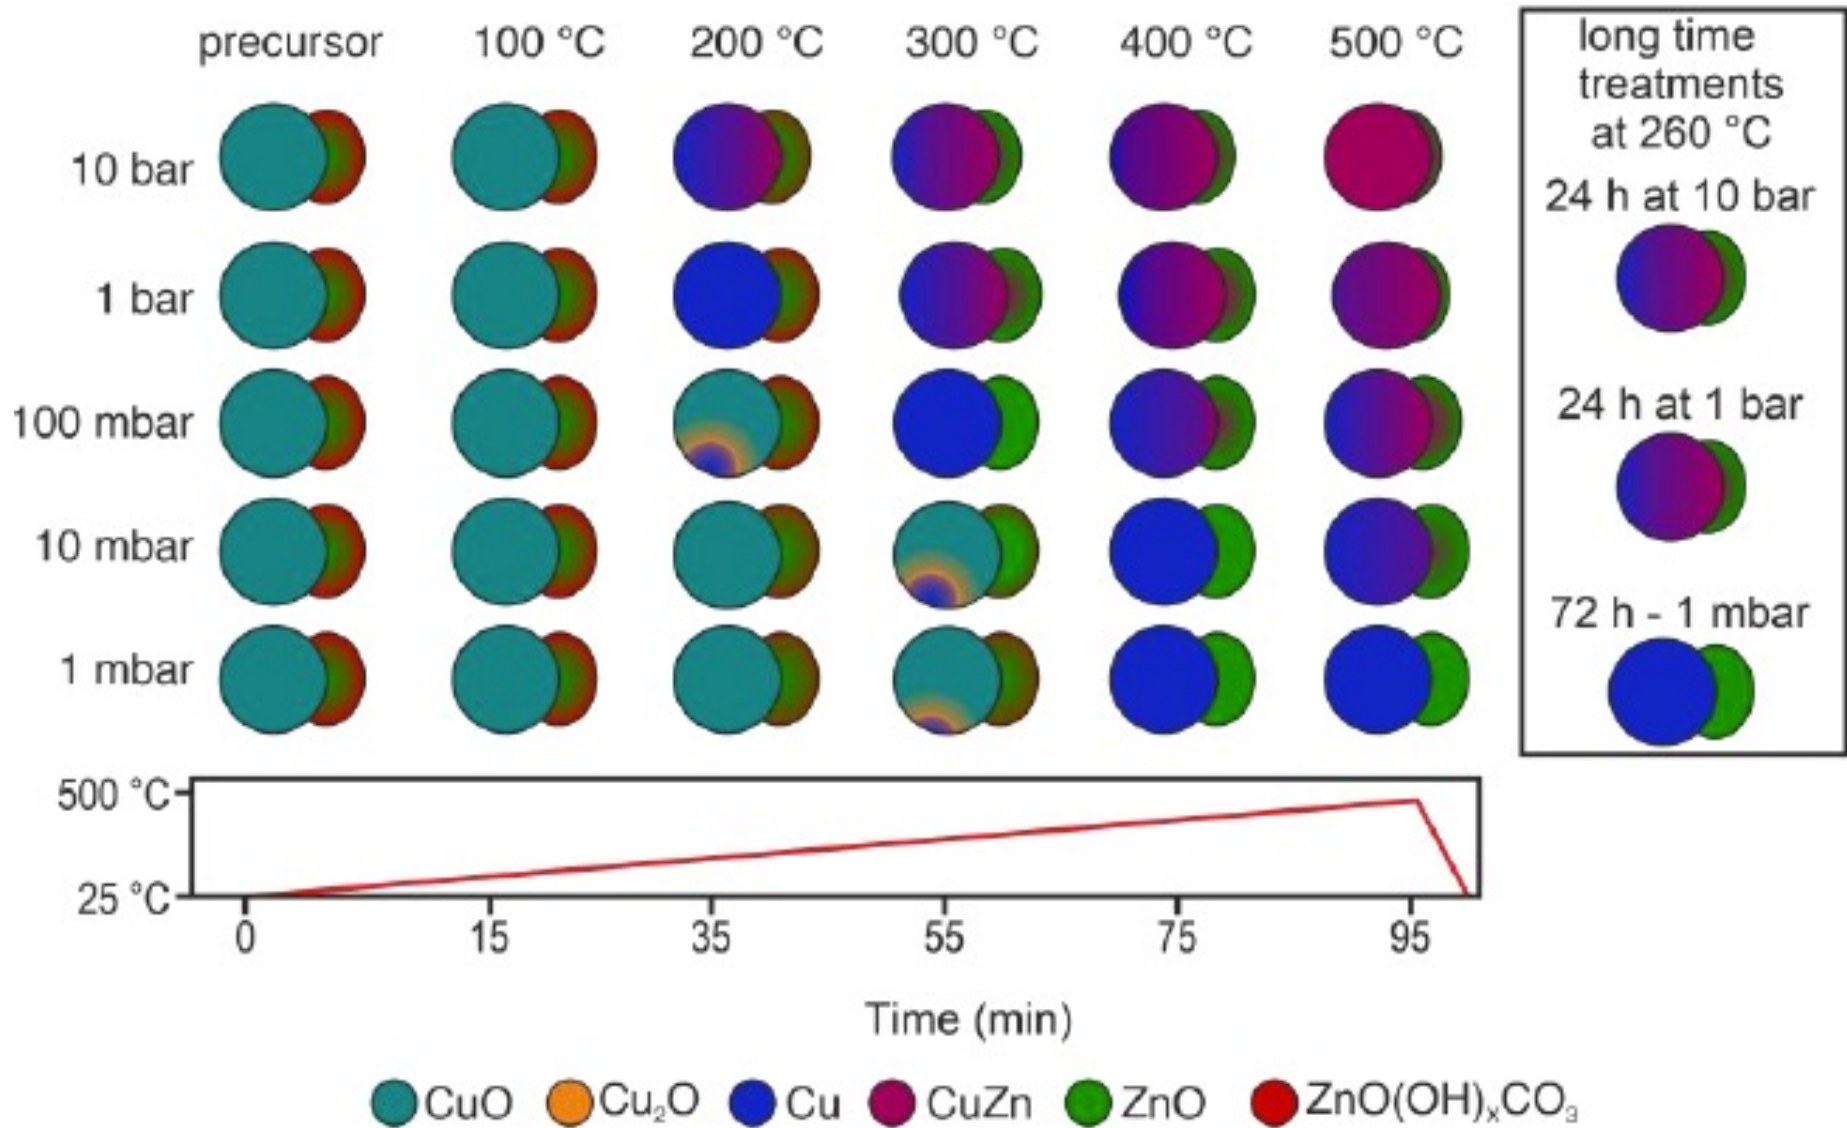 precursor 100 °C 200 °C 300 °C 400 °C 500 °C
10 bar
1 bar
100 mbar
10 mbar
1 mbar
long time
treatments
at 260 °C
24 h at 10 bar
24 h at 1 bar
72 h - 1 mbar
500 °C
25 °C
0 15 35 55 75 95
Time (min)
CuO Cu₂O Cu CuZn ZnO ZnO(OH)ₓCO₃